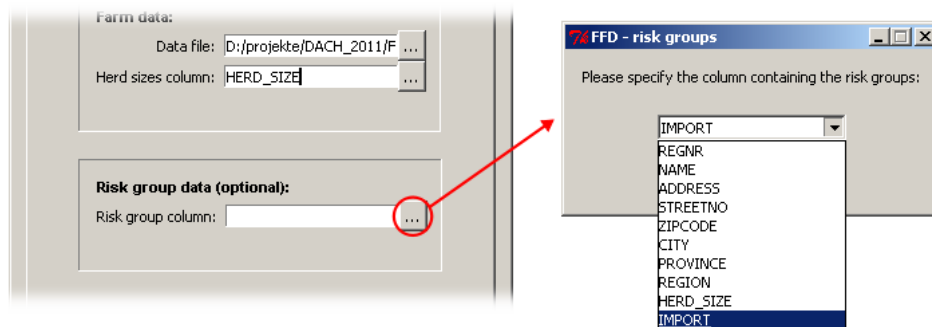 Farm data:
Data file: D:/projekte/DACH_2011/F ...
Herd sizes column: HERD_SIZE ...
Risk group data (optional):
Risk group column: ...
FFD - risk groups
Please specify the column containing the risk groups:
IMPORT
REGNR
NAME
ADDRESS
STREETNO
ZIPCODE
CITY
PROVINCE
REGION
HERD_SIZE
IMPORT